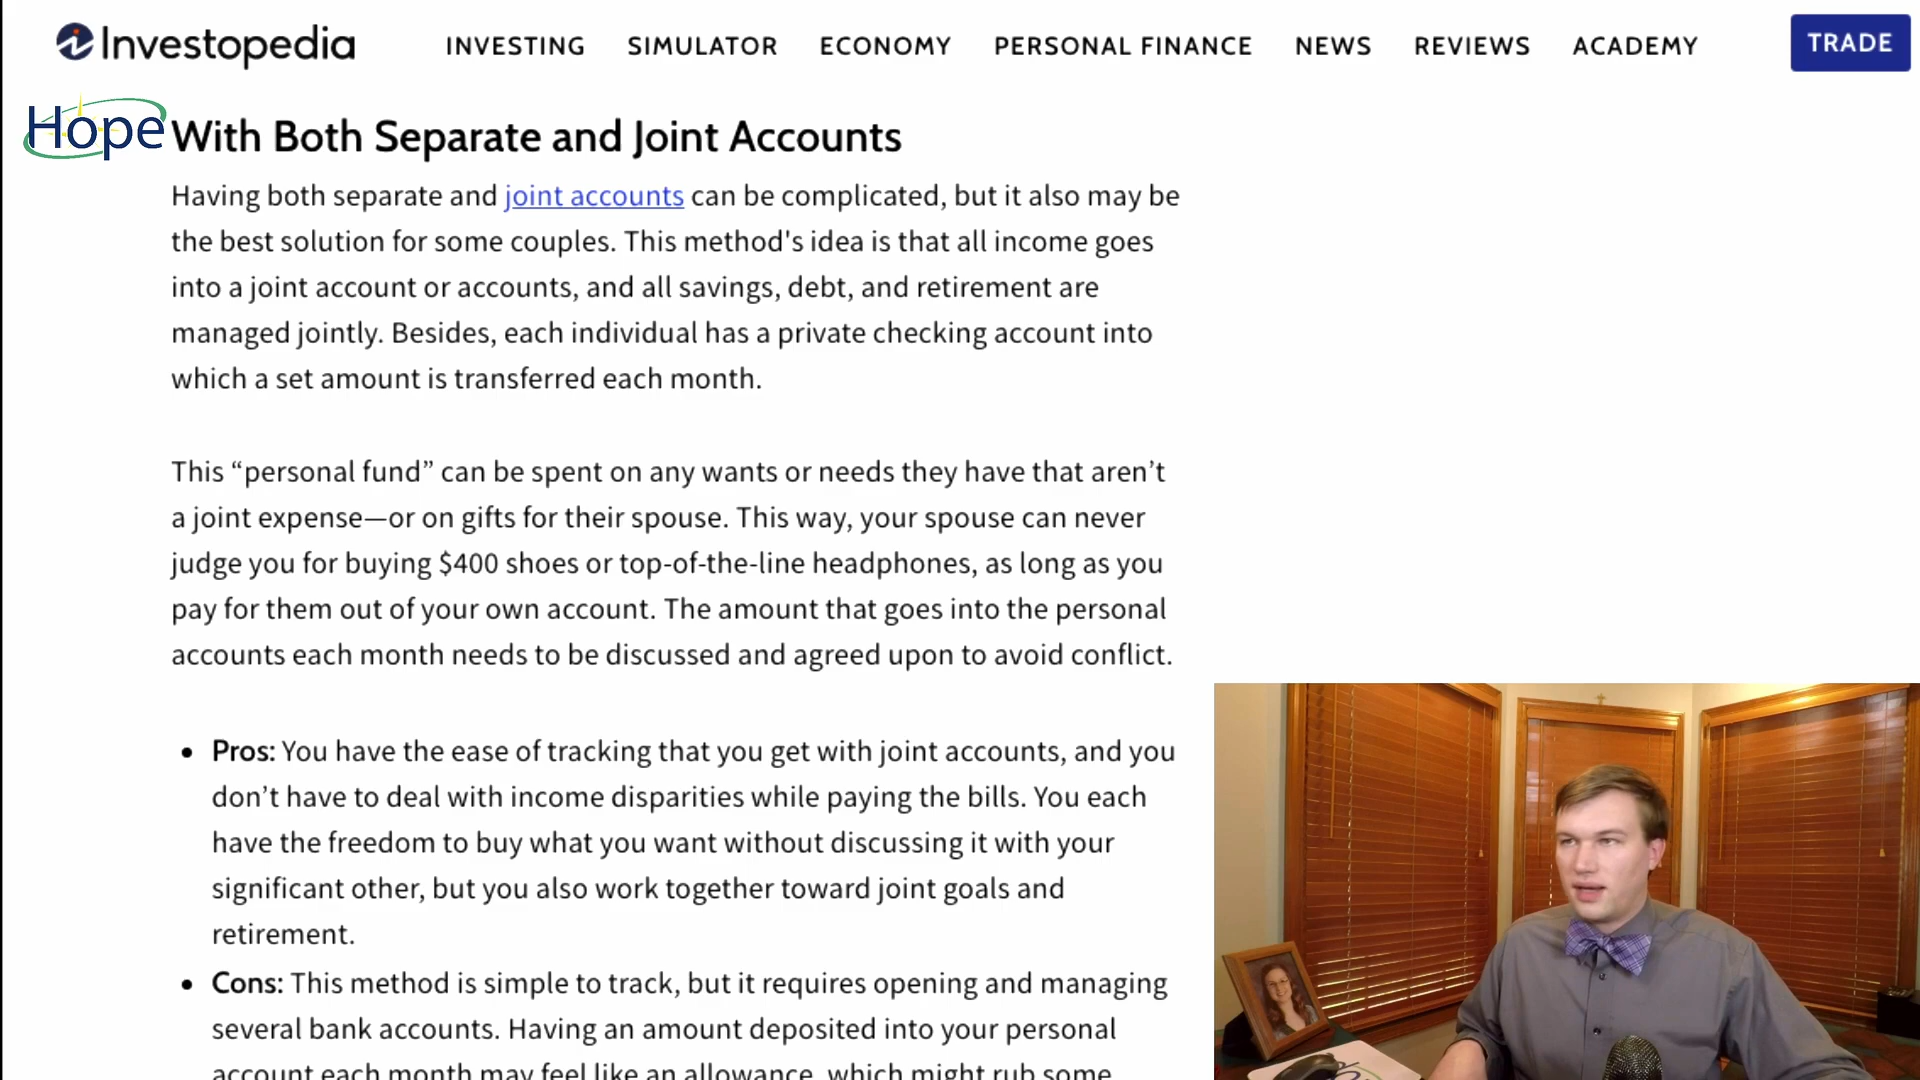 Investopedia
INVESTING SIMULATOR ECONOMY PERSONAL FINANCE NEWS REVIEWS ACADEMY TRADE
Hope
With Both Separate and Joint Accounts
Having both separate and joint accounts can be complicated, but it also may be
the best solution for some couples. This method's idea is that all income goes
into a joint account or accounts, and all savings, debt, and retirement are
managed jointly. Besides, each individual has a private checking account into
which a set amount is transferred each month.
This “personal fund” can be spent on any wants or needs they have that aren’t
a joint expense—or on gifts for their spouse. This way, your spouse can never
judge you for buying $400 shoes or top-of-the-line headphones, as long as you
pay for them out of your own account. The amount that goes into the personal
accounts each month needs to be discussed and agreed upon to avoid conflict.
• Pros: You have the ease of tracking that you get with joint accounts, and you
don’t have to deal with income disparities while paying the bills. You each
have the freedom to buy what you want without discussing it with your
significant other, but you also work together toward joint goals and
retirement.
• Cons: This method is simple to track, but it requires opening and managing
several bank accounts. Having an amount deposited into your personal
account each month may feel like an allowance, which might rub some